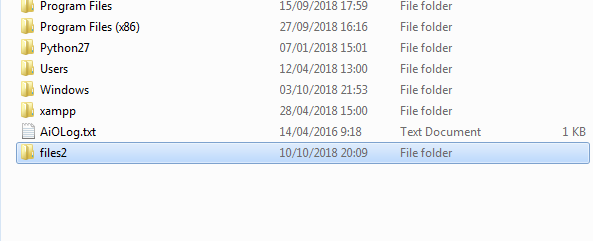 Program Files 15/09/2018 17:59 File folder
Program Files (x86) 27/09/2018 16:16 File folder
Python27 07/01/2018 15:01 File folder
Users 12/04/2018 13:00 File folder
Windows 03/10/2018 21:53 File folder
xampp 28/04/2018 15:00 File folder
AiOLog.txt 14/04/2016 9:18 Text Document 1 KB
files2 10/10/2018 20:09 File folder